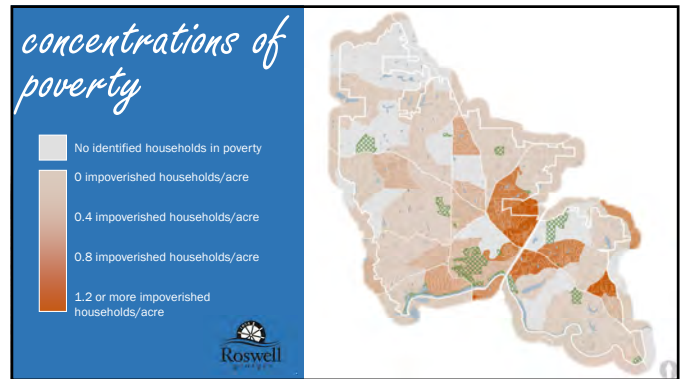 concentrations of
poverty
No identified households in poverty
0 impoverished households/acre
0.4 impoverished households/acre
0.8 impoverished households/acre
1.2 or more impoverished
households/acre
Roswell
georgia